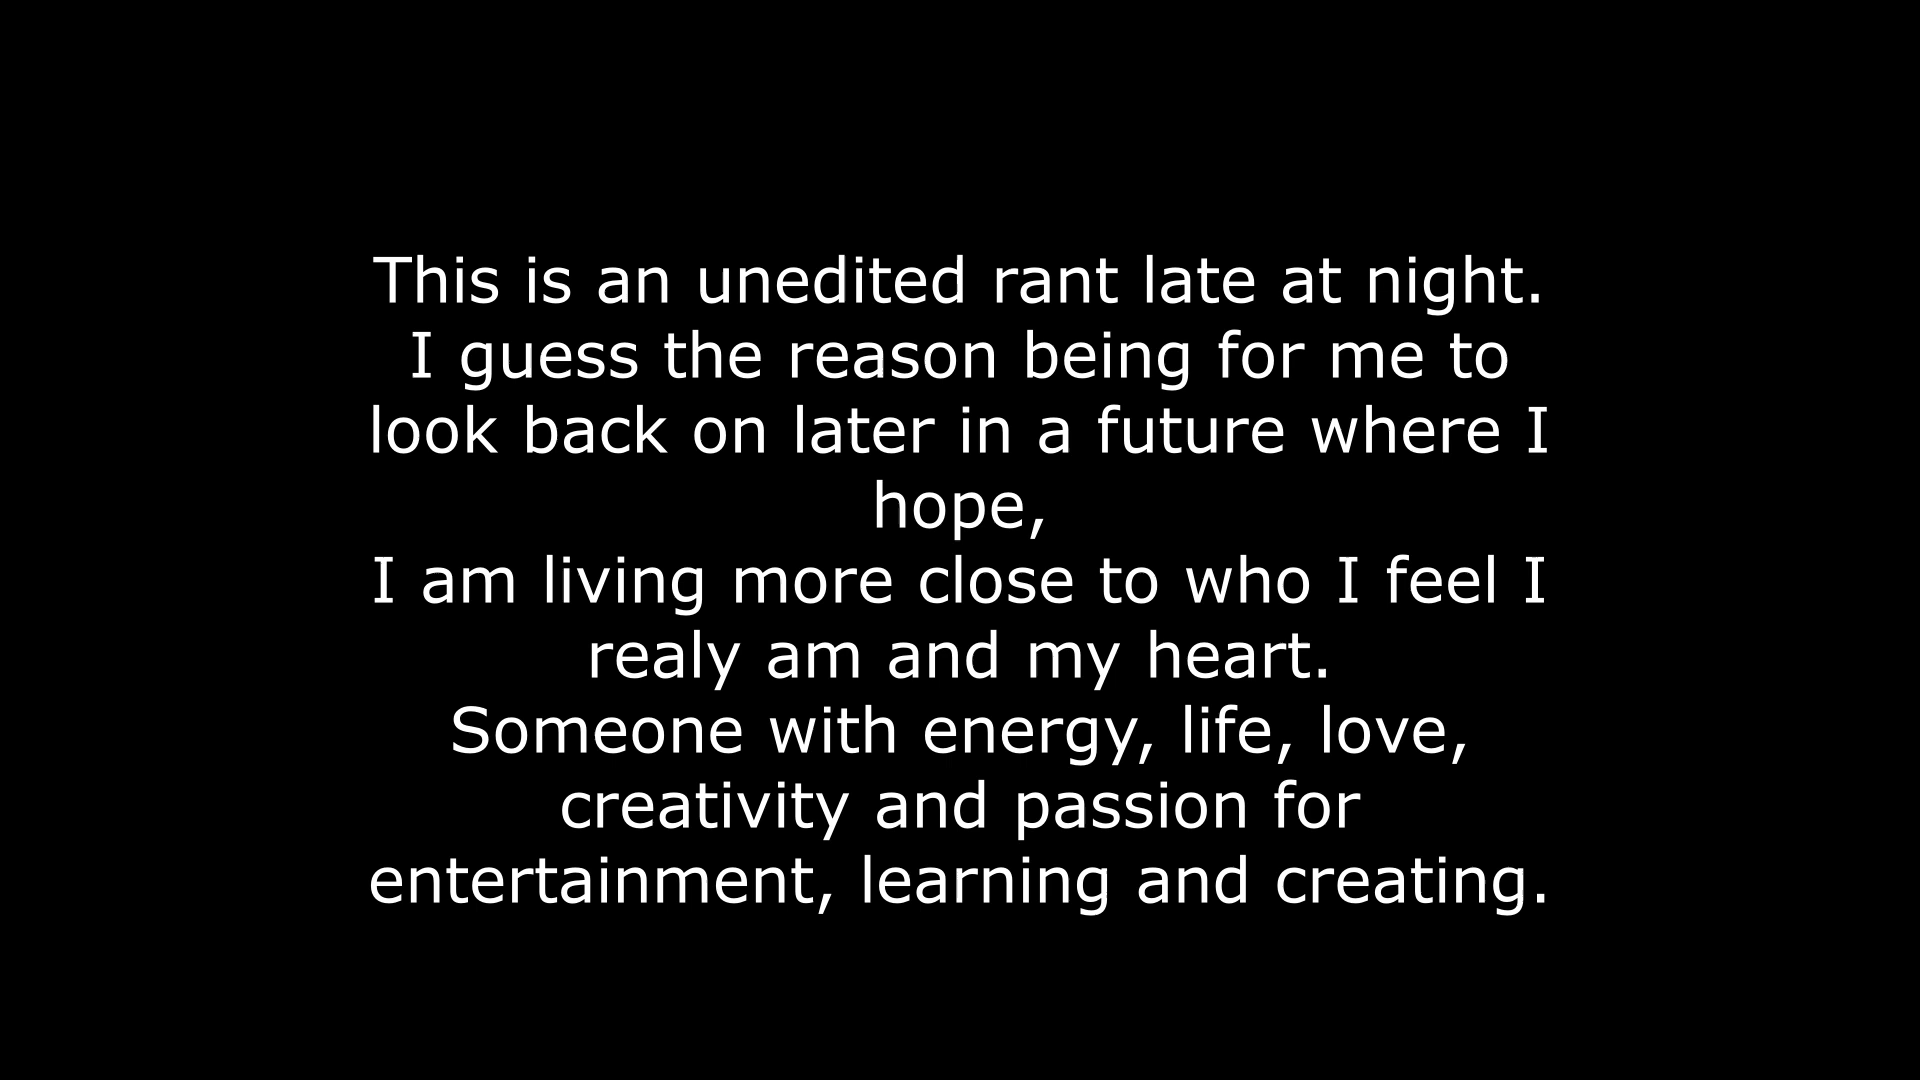 This is an unedited rant late at night.
I guess the reason being for me to
look back on later in a future where I
hope,
I am living more close to who I feel I
realy am and my heart.
Someone with energy, life, love,
creativity and passion for
entertainment, learning and creating.